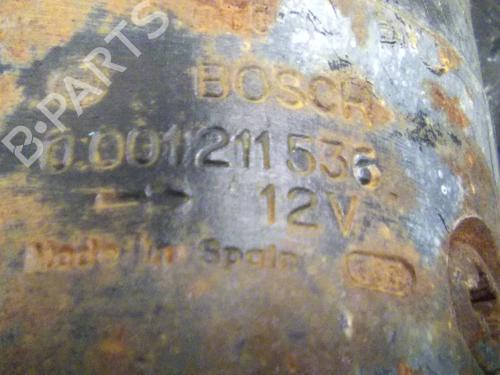 B-PARTS
BOSCH
0.001 211 536
→ 12V
Made in Spain